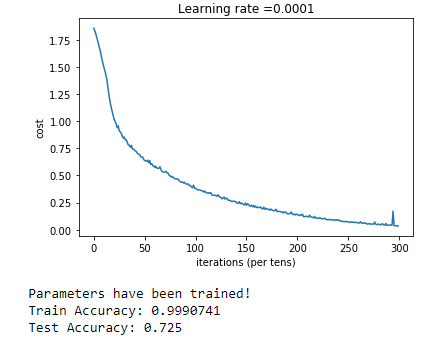 Learning rate =0.0001
1.75
1.50
1.25
1.00
0.75
0.50
0.25
0.00
cost
0 50 100 150 200 250 300
iterations (per tens)
Parameters have been trained!
Train Accuracy: 0.9990741
Test Accuracy: 0.725